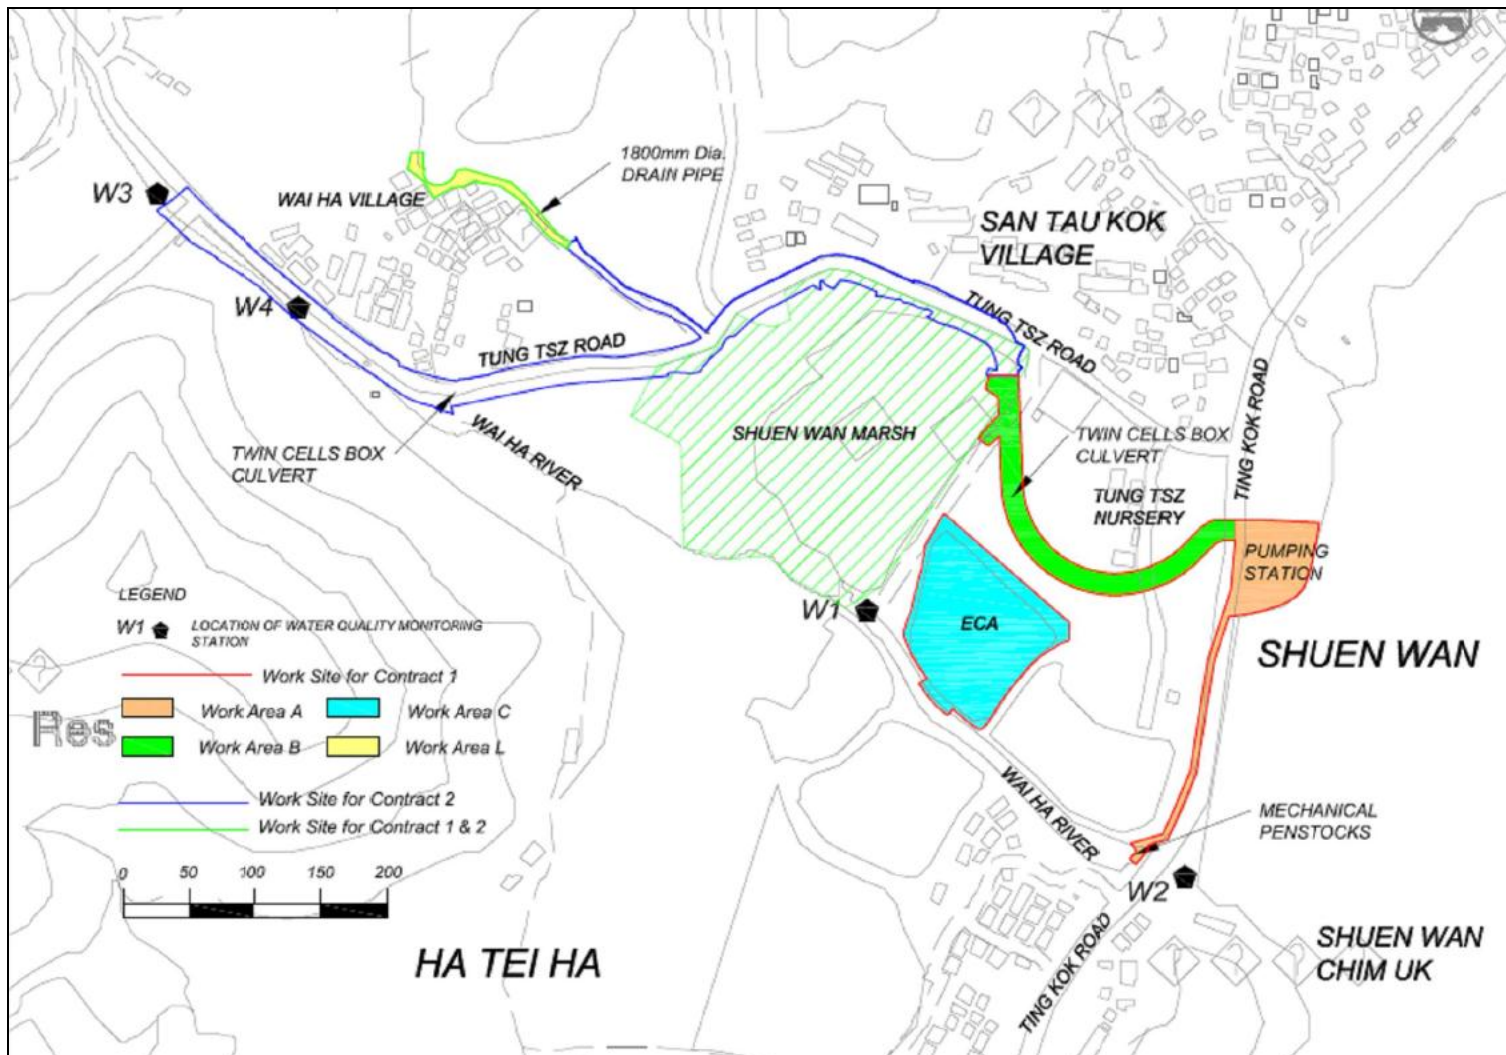 1800mm Dia.
DRAIN PIPE
W3
WAI HA VILLAGE
SAN TAU KOK
VILLAGE
W4
TUNG TSZ ROAD
TUNG TSZ ROAD
TING KOK ROAD
TWIN CELLS BOX
CULVERT
WAI HA RIVER
SHUEN WAN MARSH
TWIN CELLS BOX
CULVERT
TUNG TSZ
NURSERY
PUMPING
STATION
LEGEND
W1
LOCATION OF WATER QUALITY MONITORING
STATION
W1
ECA
SHUEN WAN
Work Site for Contract 1
Work Area A
Work Area C
Res
Work Area B
Work Area L
Work Site for Contract 2
Work Site for Contract 1 & 2
WAI HA RIVER
MECHANICAL
PENSTOCKS
0 50 100 150 200
W2
HA TEI HA
TING KOK ROAD
SHUEN WAN
CHIM UK